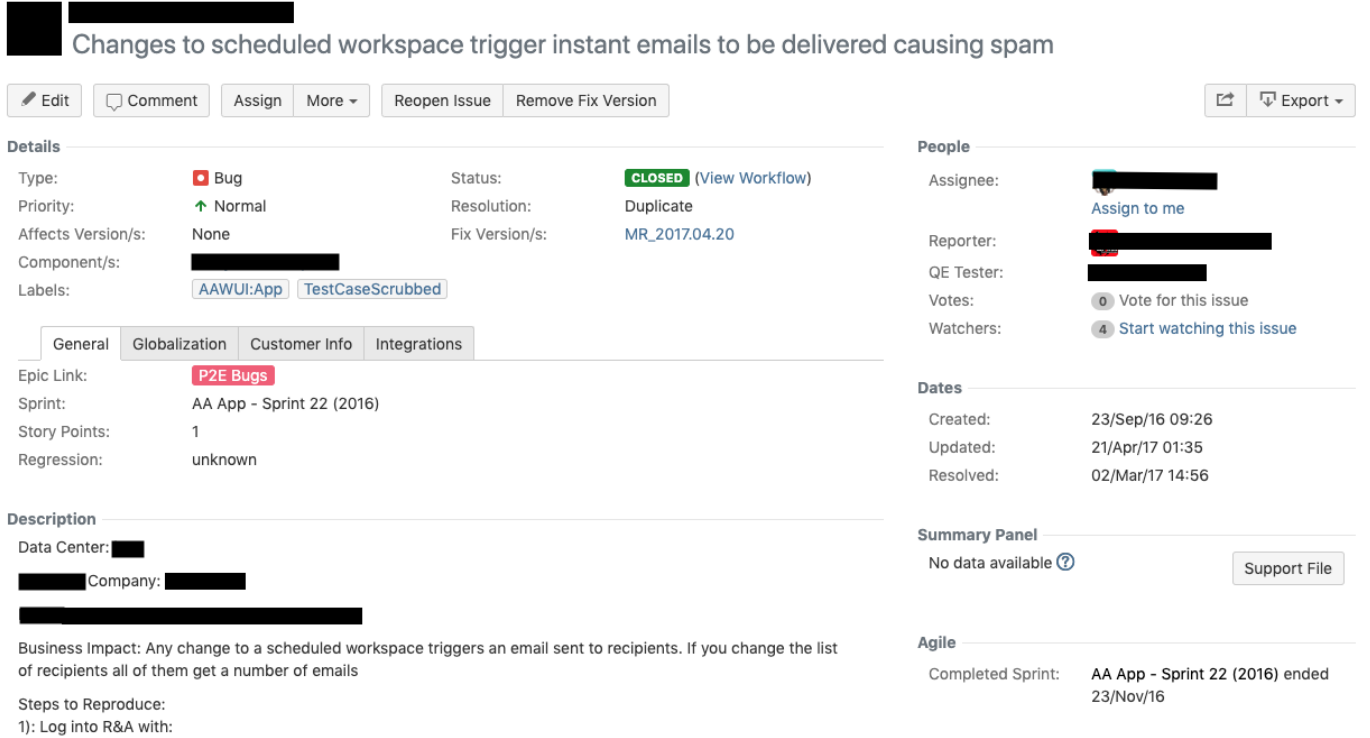 Changes to scheduled workspace trigger instant emails to be delivered causing spam
Edit Comment Assign More Reopen Issue Remove Fix Version Export
Details
Type: Bug Status: CLOSED (View Workflow)
Priority: Normal Resolution: Duplicate
Affects Version/s: None Fix Version/s: MR_2017.04.20
Component/s:
Labels: AAWUI:App TestCaseScrubbed
General Globalization Customer Info Integrations
Epic Link: P2E Bugs
Sprint: AA App - Sprint 22 (2016)
Story Points: 1
Regression: unknown
Description
Data Center:
Company:
Business Impact: Any change to a scheduled workspace triggers an email sent to recipients. If you change the list
of recipients all of them get a number of emails
Steps to Reproduce:
1): Log into R&A with:
People
Assignee:
Assign to me
Reporter:
QE Tester:
Votes: 0 Vote for this issue
Watchers: 4 Start watching this issue
Dates
Created: 23/Sep/16 09:26
Updated: 21/Apr/17 01:35
Resolved: 02/Mar/17 14:56
Summary Panel
No data available ?
Support File
Agile
Completed Sprint: AA App - Sprint 22 (2016) ended
23/Nov/16